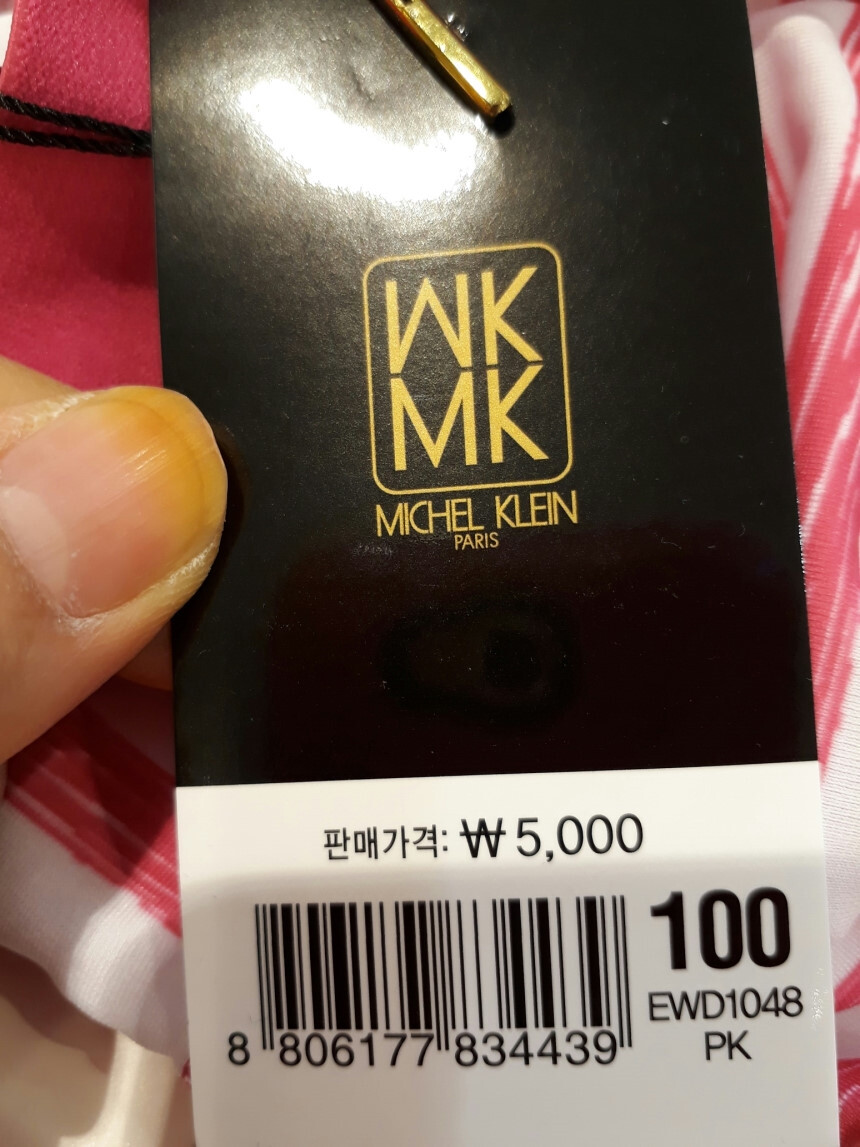 WK
MK
MICHEL KLEIN
PARIS
판매가격: ₩ 5,000
100
EWD1048
PK
8 806177 834439